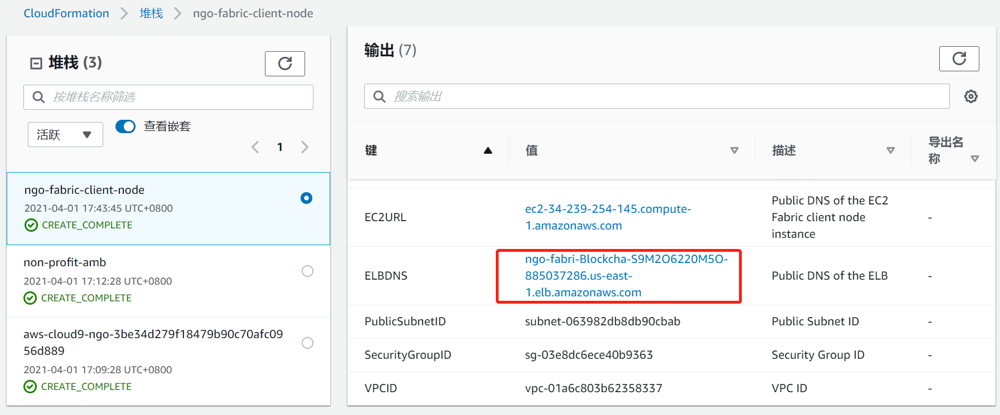 CloudFormation > 堆栈 > ngo-fabric-client-node
堆栈 (3)
按堆栈名称筛选
活跃
查看嵌套
1
ngo-fabric-client-node
2021-04-01 17:43:45 UTC+0800
CREATE_COMPLETE
non-profit-amb
2021-04-01 17:12:28 UTC+0800
CREATE_COMPLETE
aws-cloud9-ngo-3be34d279f18479b90c70afc09
56d889
2021-04-01 17:09:28 UTC+0800
CREATE_COMPLETE
输出 (7)
搜索输出
键
值
描述
导出名
称
EC2URL
ec2-34-239-254-145.compute-
1.amazonaws.com
Public DNS of the EC2
Fabric client node
instance
-
ELBDNS
ngo-fabri-Blockcha-S9M2O6220M5O-
885037286.us-east-
1.elb.amazonaws.com
Public DNS of the ELB
-
PublicSubnetID
subnet-063982db8db90cbab
Public Subnet ID
-
SecurityGroupID
sg-03e8dc6ece40b9363
Security Group ID
-
VPCID
vpc-01a6c803b62358337
VPC ID
-